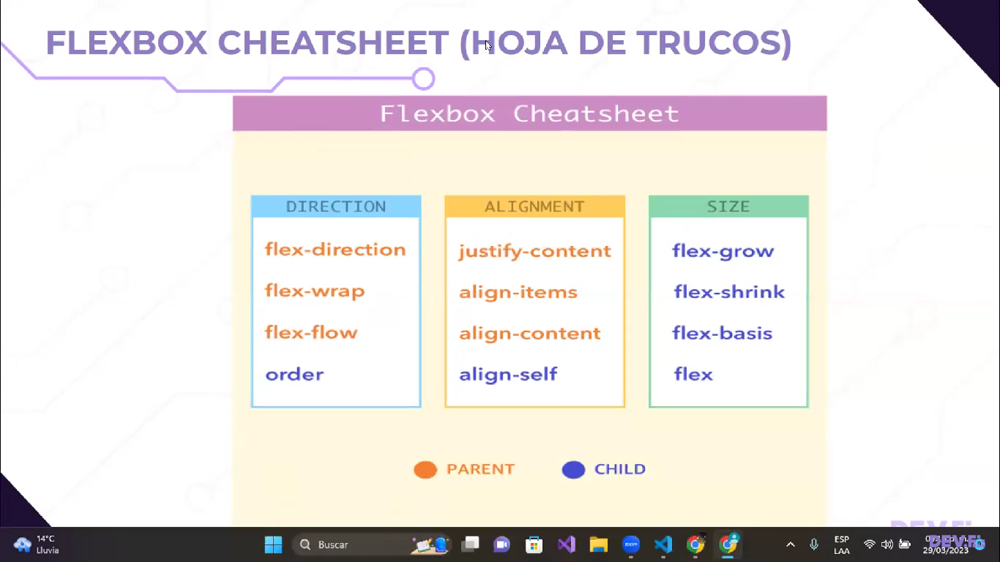 FLEXBOX CHEATSHEET (HOJA DE TRUCOS)
Flexbox Cheatsheet
DIRECTION
flex-direction
flex-wrap
flex-flow
order
ALIGNMENT
justify-content
align-items
align-content
align-self
SIZE
flex-grow
flex-shrink
flex-basis
flex
PARENT
CHILD
DEV.F:
14°C
Lluvia
Buscar
zoom
ESP
LAA
29/03/2023